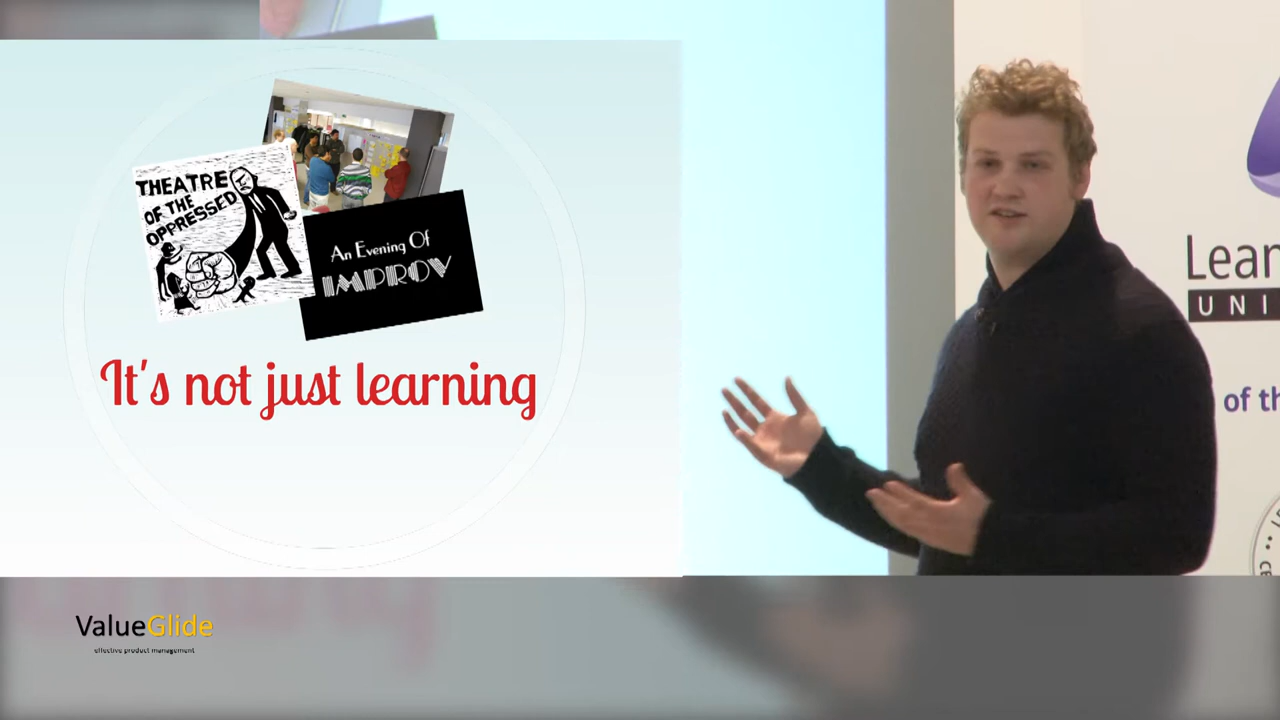 THEATRE
OF THE
OPPRESSED
An Evening Of
IMPROV
It's not just learning
ValueGlide
effective product management
Lean
UNI
of th